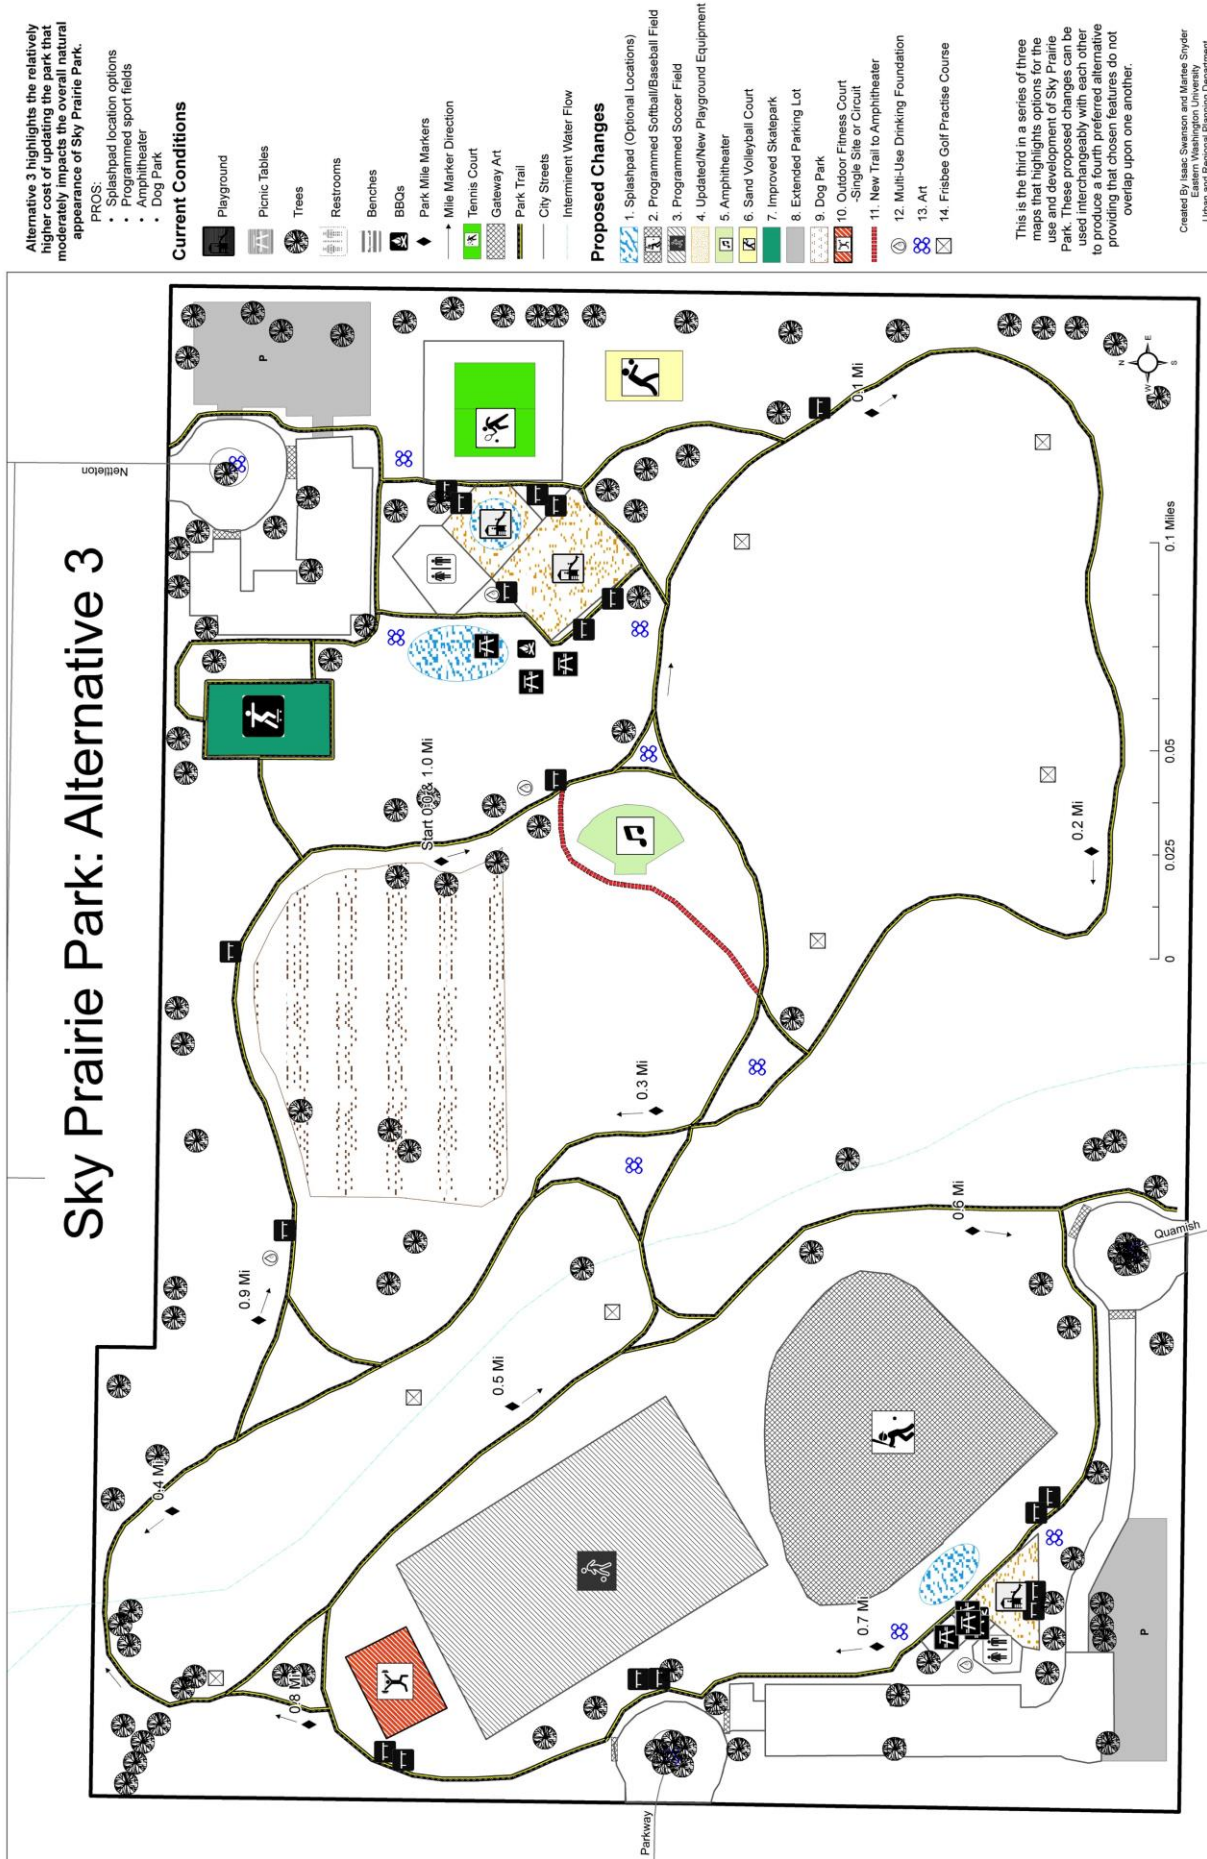 Sky Prairie Park: Alternative 3
Alternative 3 highlights the relatively
higher cost of updating the park that
moderately impacts the overall natural
appearance of Sky Prairie Park.
PROS:
• Splashpad location options
• Programmed sport fields
• Amphitheater
• Dog Park
Current Conditions
Playground
Picnic Tables
Trees
Restrooms
Benches
BBQs
Park Mile Markers
Mile Marker Direction
Tennis Court
Gateway Art
Park Trail
City Streets
Interminent Water Flow
Proposed Changes
1. Splashpad (Optional Locations)
2. Programmed Softball/Baseball Field
3. Programmed Soccer Field
4. Updated/New Playground Equipment
5. Amphitheater
6. Sand Volleyball Court
7. Improved Skatepark
8. Extended Parking Lot
9. Dog Park
10. Outdoor Fitness Court
-Single Site or Circuit
11. New Trail to Amphitheater
12. Multi-Use Drinking Foundation
13. Art
14. Frisbee Golf Practise Course
This is the third in a series of three
maps that highlights options for the
use and development of Sky Prairie
Park. These proposed changes can be
used interchangeably with each other
to produce a fourth preferred alternative
providing that chosen features do not
overlap upon one another.
Created By Isaac Swanson and Martee Snyder
Eastern Washington University
Urban and Regional Planning Department
Nettleton
P
Start 0.0 & 1.0 Mi
0.1 Mi
0.2 Mi
0.3 Mi
0.4 Mi
0.5 Mi
0.6 Mi
0.7 Mi
0.8 Mi
0.9 Mi
Parkway
Quamish
P
N
W
E
S
0
0.025
0.05
0.1 Miles